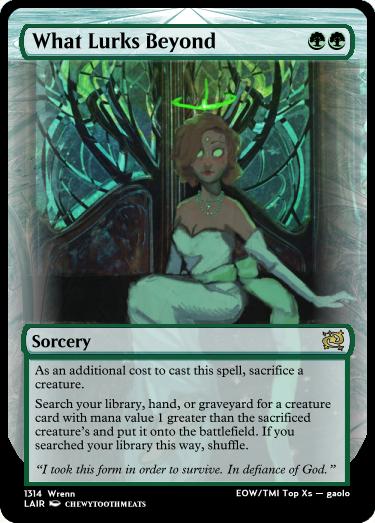 What Lurks Beyond
Sorcery
As an additional cost to cast this spell, sacrifice a
creature.
Search your library, hand, or graveyard for a creature
card with mana value 1 greater than the sacrificed
creature's and put it onto the battlefield. If you
searched your library this way, shuffle.
“I took this form in order to survive. In defiance of God.”
1314 Wrenn
EOW/TMI Top Xs — gaolo
LAIR CHEWYTOOTHMEATS